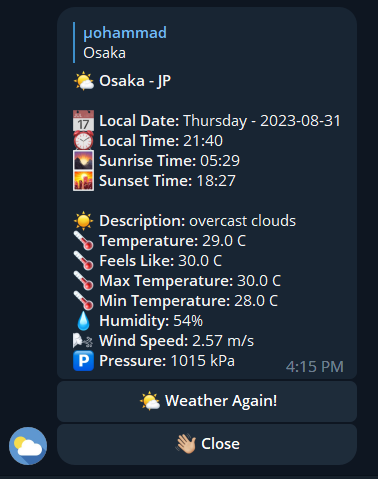 µohammad
Osaka
Osaka - JP
Local Date: Thursday - 2023-08-31
Local Time: 21:40
Sunrise Time: 05:29
Sunset Time: 18:27
Description: overcast clouds
Temperature: 29.0 C
Feels Like: 30.0 C
Max Temperature: 30.0 C
Min Temperature: 28.0 C
Humidity: 54%
Wind Speed: 2.57 m/s
Pressure: 1015 kPa
4:15 PM
Weather Again!
Close